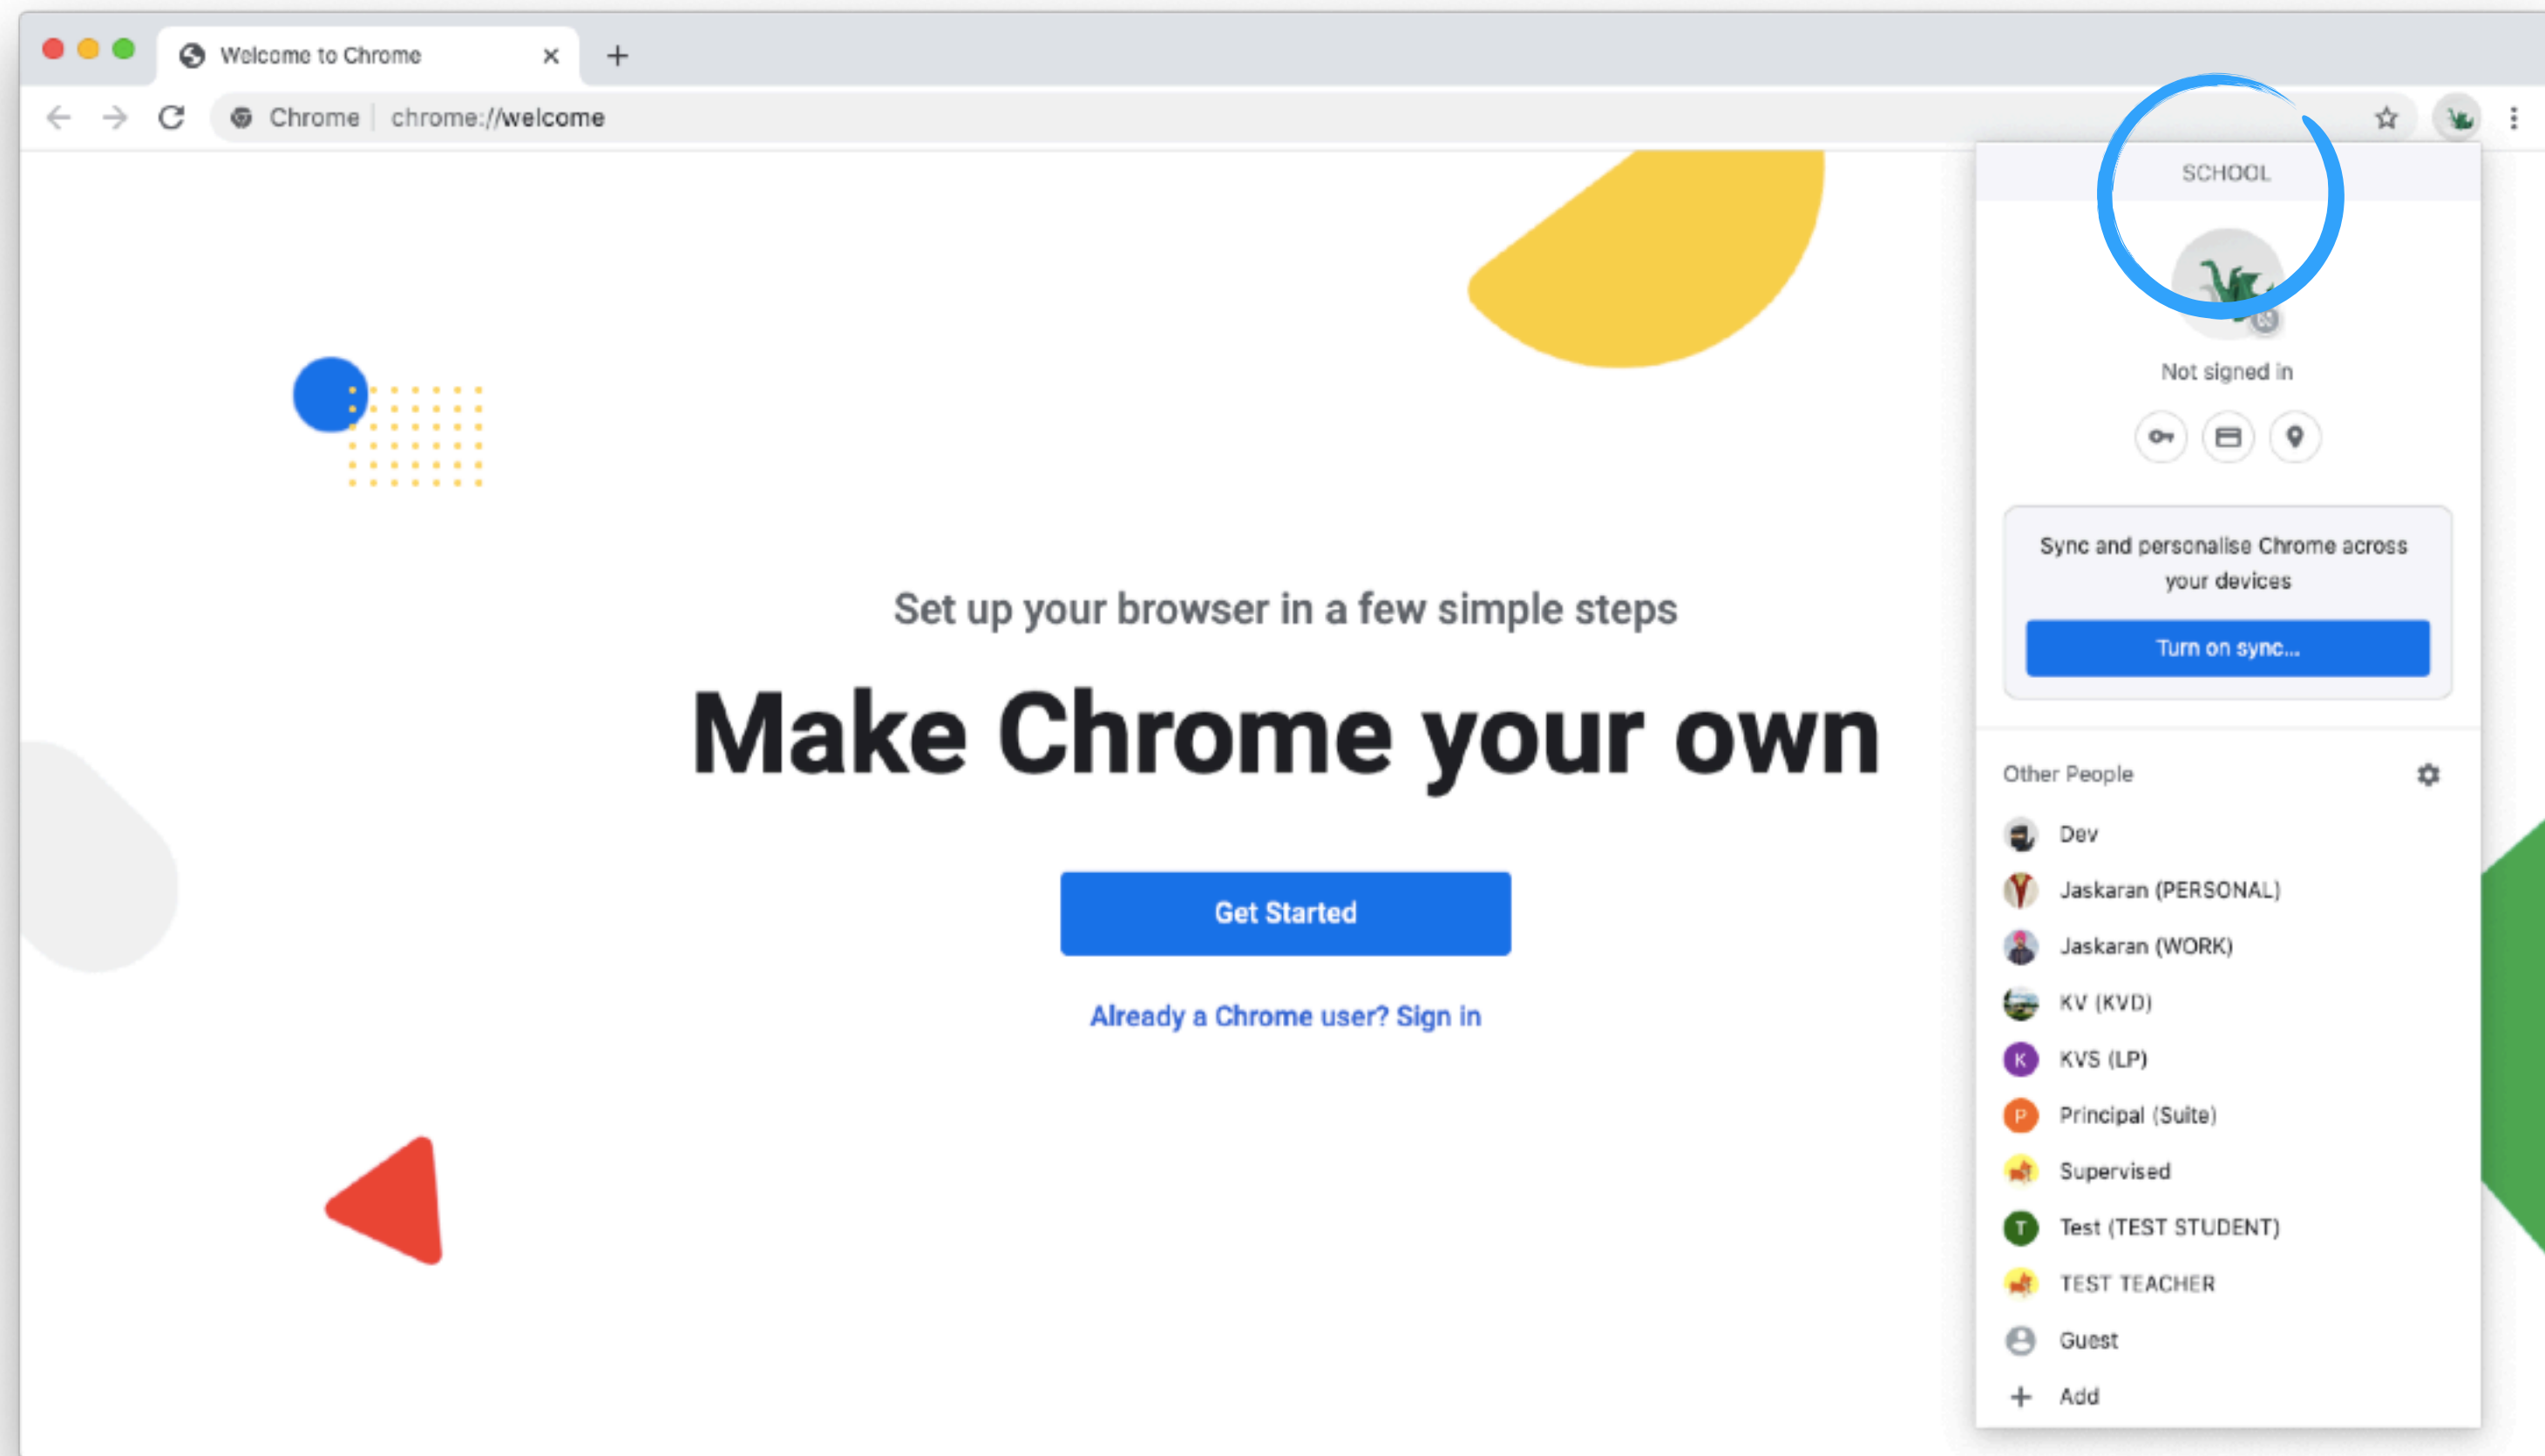 Welcome to Chrome
Chrome | chrome://welcome
SCHOOL
Not signed in
Sync and personalise Chrome across
your devices
Turn on sync...
Set up your browser in a few simple steps
Make Chrome your own
Get Started
Already a Chrome user? Sign in
Other People
Dev
Jaskaran (PERSONAL)
Jaskaran (WORK)
KV (KVD)
K KVS (LP)
P Principal (Suite)
Supervised
T Test (TEST STUDENT)
TEST TEACHER
Guest
Add